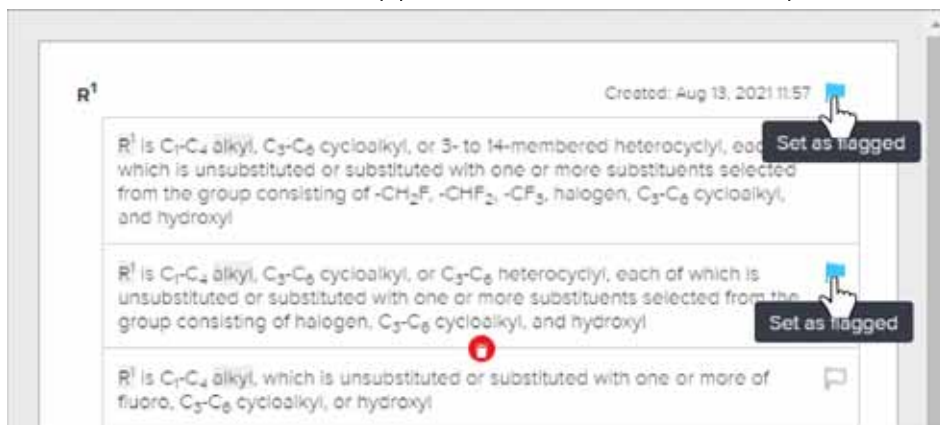 R¹ Created: Aug 13, 2021 11:57
Set as flagged
R¹ is C₁-C₄ alkyl, C₃-C₆ cycloalkyl, or 3- to 14-membered heterocyclyl,
which is unsubstituted or substituted with one or more substituents selected
from the group consisting of -CH₂F, -CHF₂, -CF₃, halogen, C₃-C₆ cycloalkyl,
and hydroxyl
R¹ is C₁-C₄ alkyl, C₃-C₆ cycloalkyl, or C₃-C₆ heterocyclyl, each of which is
unsubstituted or substituted with one or more substituents selected from the
group consisting of halogen, C₃-C₆ cycloalkyl, and hydroxyl
Set as flagged
R¹ is C₁-C₄ alkyl, which is unsubstituted or substituted with one or more of
fluoro, C₃-C₆ cycloalkyl, or hydroxyl